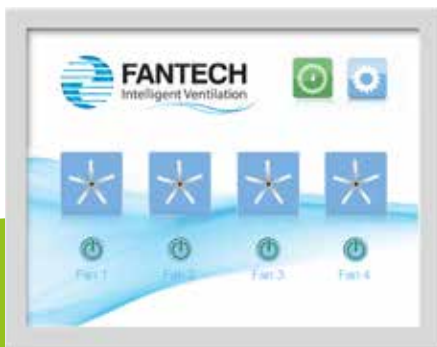 FANTECH
Intelligent Ventilation
Fan 1
Fan 2
Fan 3
Fan 4